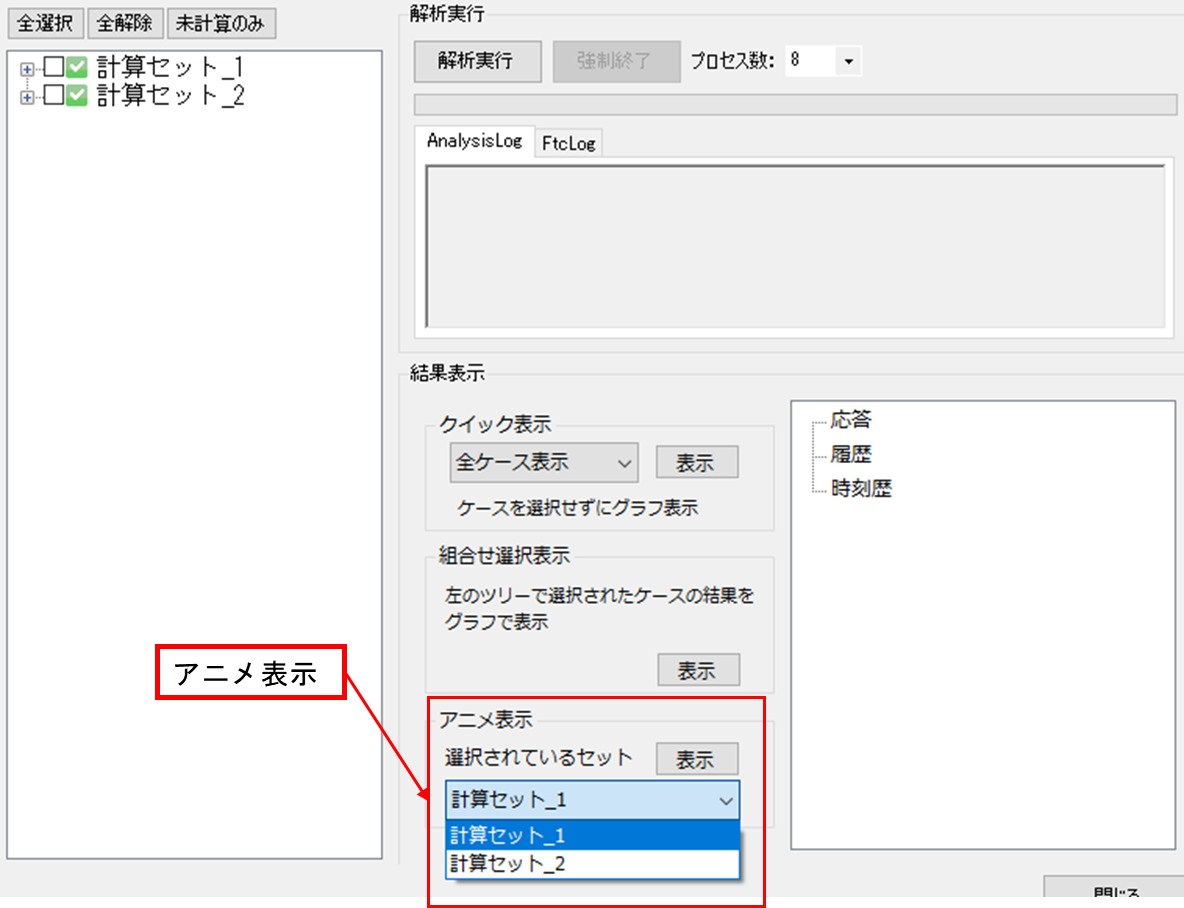 全選択 全解除 未計算のみ
計算セット_1
計算セット_2
解析実行
解析実行 強制終了 プロセス数: 8
AnalysisLog FtcLog
結果表示
クイック表示
全ケース表示 表示
ケースを選択せずにグラフ表示
組合せ選択表示
左のツリーで選択されたケースの結果を
グラフで表示
表示
アニメ表示
選択されているセット 表示
計算セット_1
計算セット_1
計算セット_2
応答
履歴
時刻歴
アニメ表示
閉じる